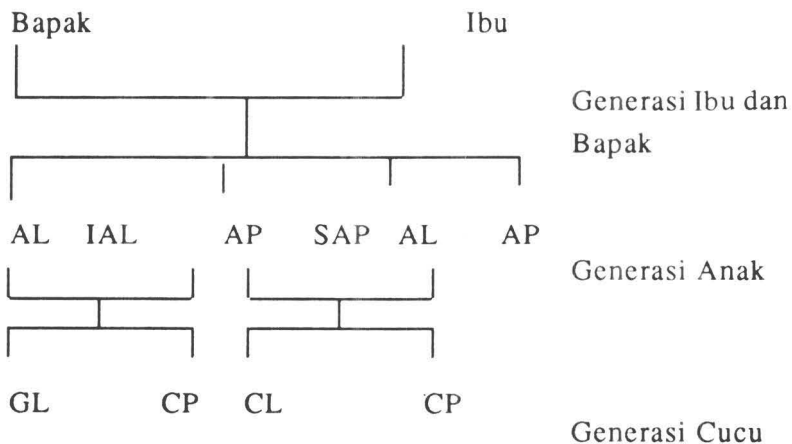 Bapak Ibu
Generasi Ibu dan
Bapak
AL IAL AP SAP AL AP
Generasi Anak
GL CP CL CP
Generasi Cucu